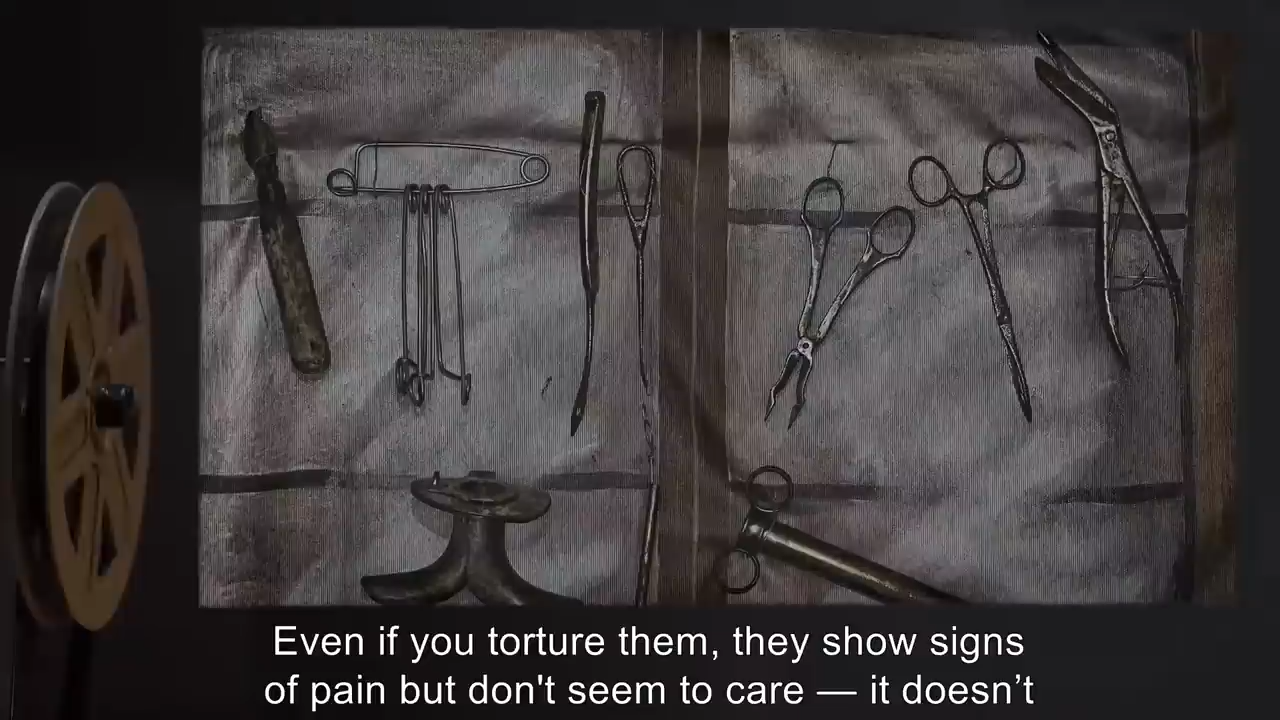 Even if you torture them, they show signs
of pain but don't seem to care — it doesn’t